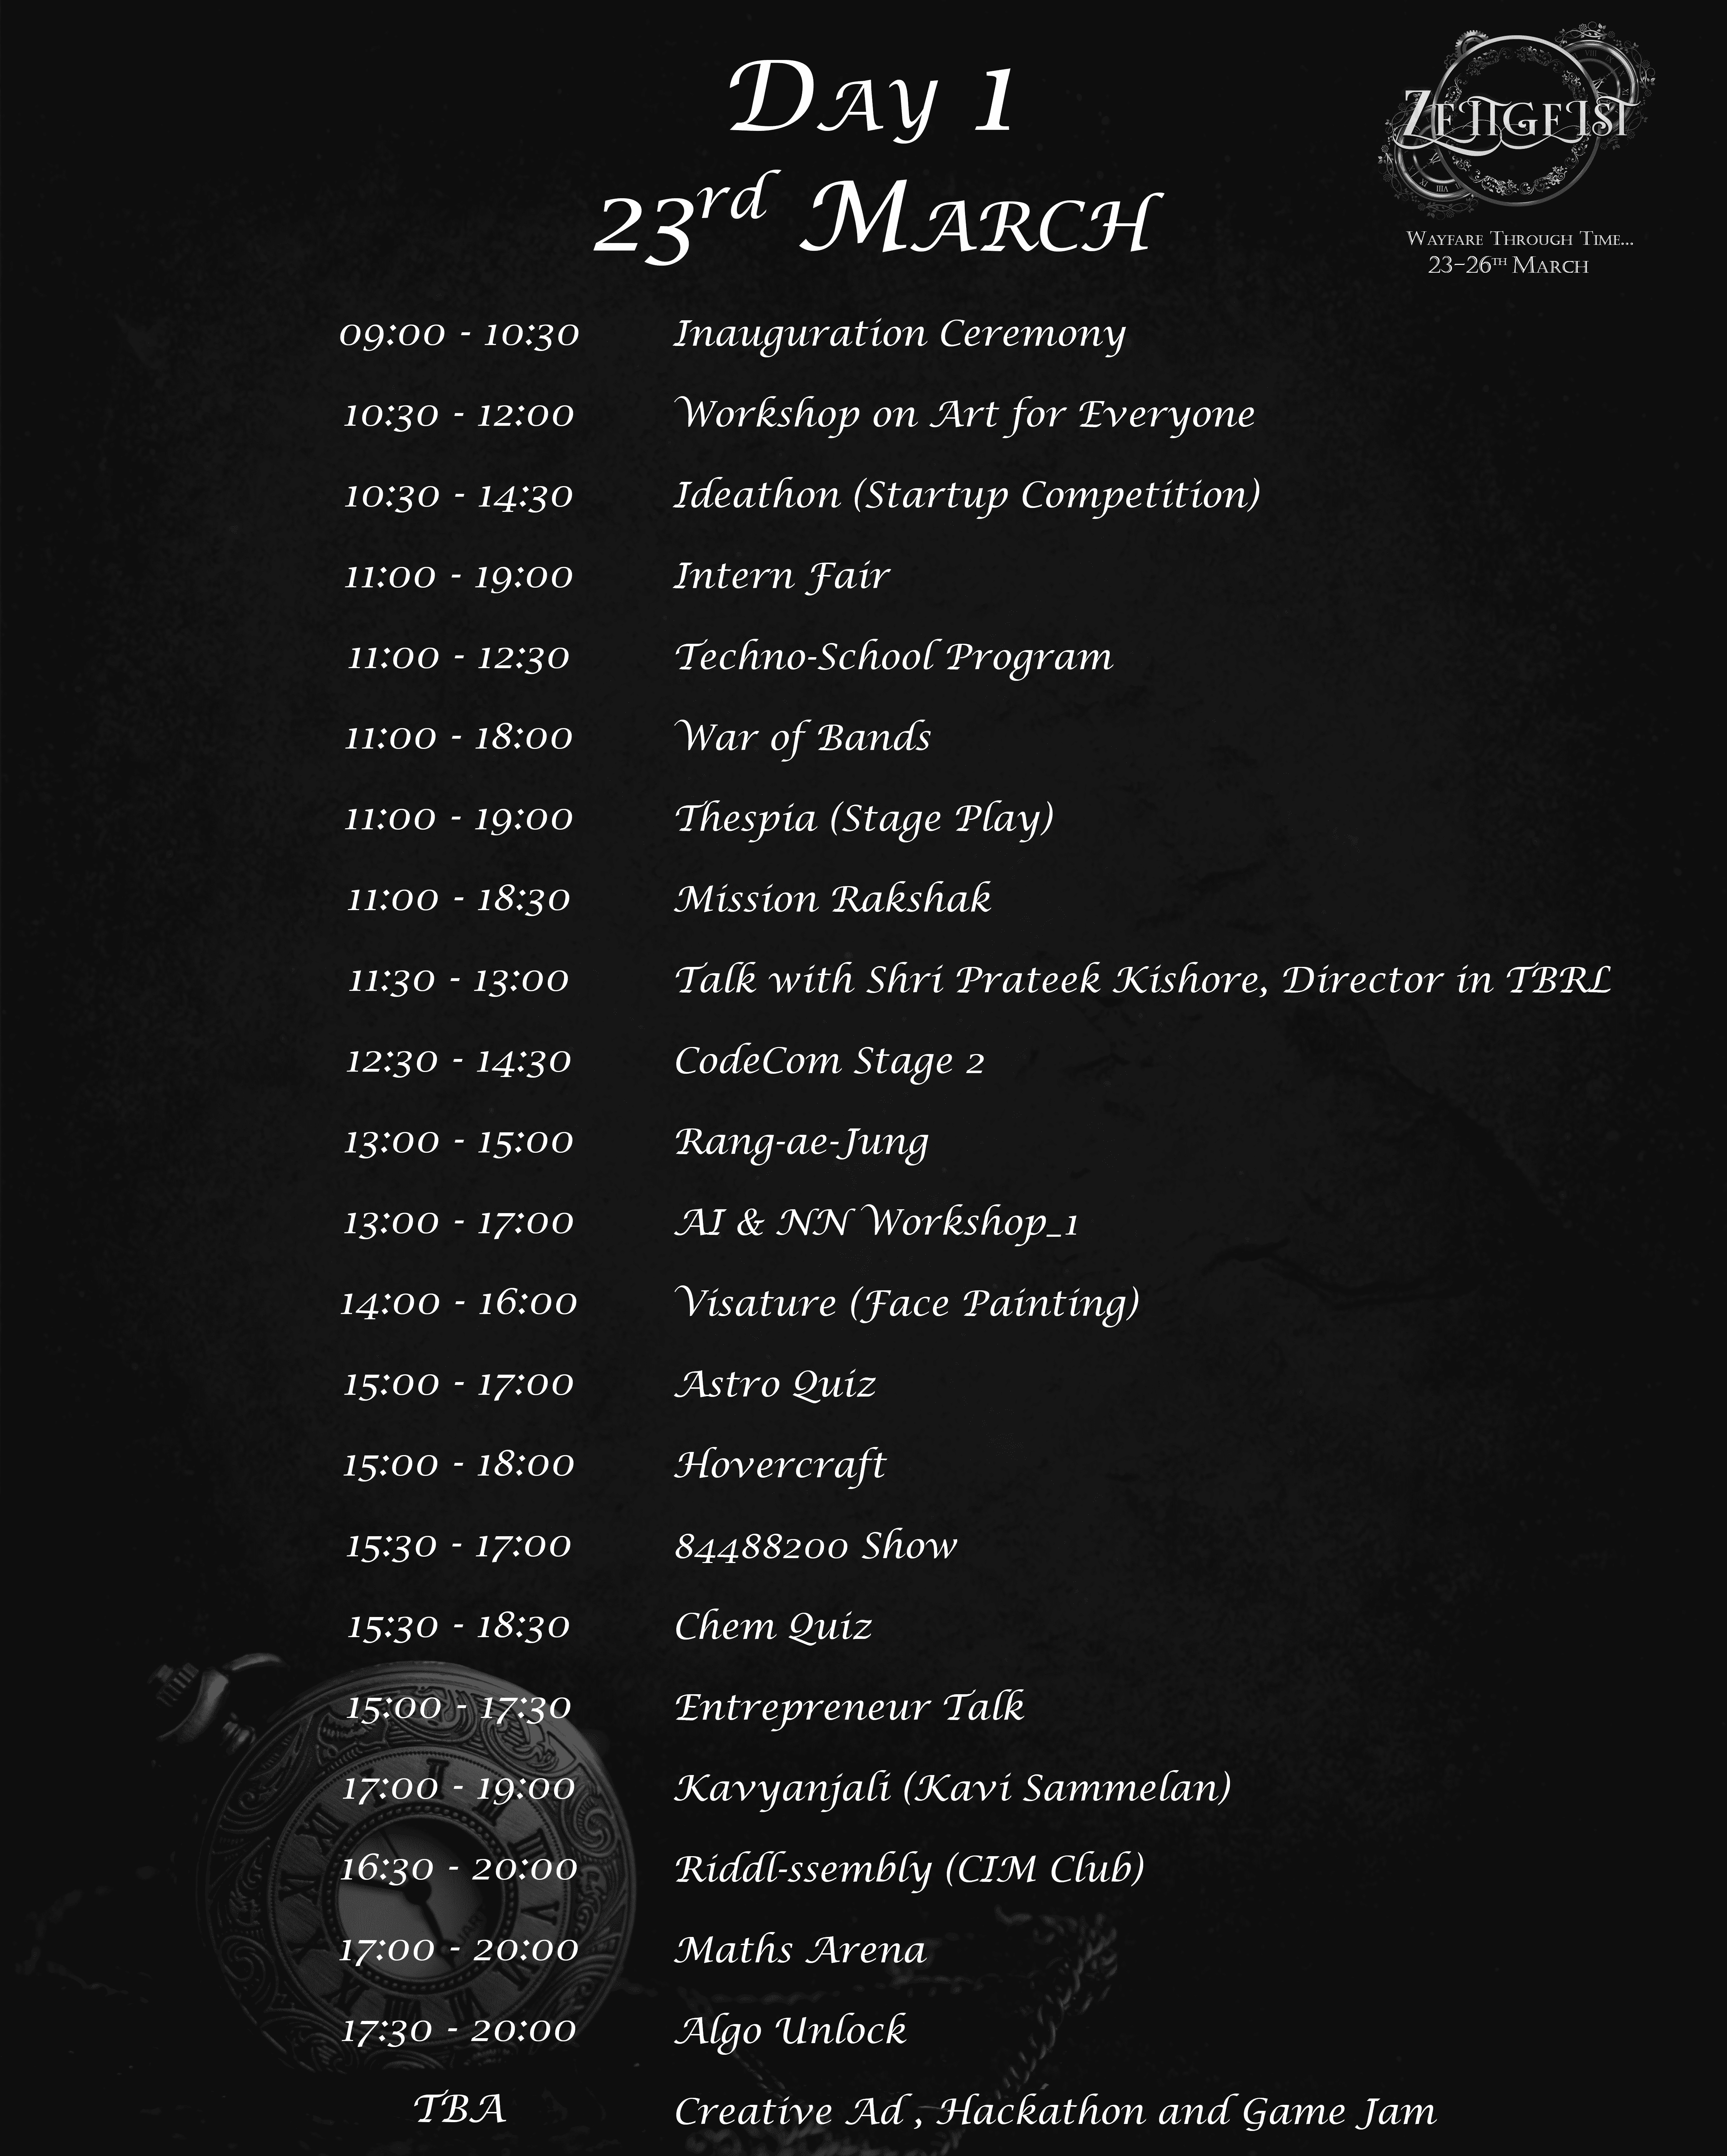 Day 1
23rd March
Zeitgeist
Wayfare Through Time...
23-26th March
09:00 - 10:30 Inauguration Ceremony
10:30 - 12:00 Workshop on Art for Everyone
10:30 - 14:30 Ideathon (Startup Competition)
11:00 - 19:00 Intern Fair
11:00 - 12:30 Techno-School Program
11:00 - 18:00 War of Bands
11:00 - 19:00 Thespia (Stage Play)
11:00 - 18:30 Mission Rakshak
11:30 - 13:00 Talk with Shri Prateek Kishore, Director in TBRL
12:30 - 14:30 CodeCom Stage 2
13:00 - 15:00 Rang-ae-Jung
13:00 - 17:00 AI & NN Workshop_1
14:00 - 16:00 Visature (Face Painting)
15:00 - 17:00 Astro Quiz
15:00 - 18:00 Hovercraft
15:30 - 17:00 84488200 Show
15:30 - 18:30 Chem Quiz
15:00 - 17:30 Entrepreneur Talk
17:00 - 19:00 Kavyanjali (Kavi Sammelan)
16:30 - 20:00 Riddl-ssembly (CIM Club)
17:00 - 20:00 Maths Arena
17:30 - 20:00 Algo Unlock
TBA Creative Ad , Hackathon and Game Jam